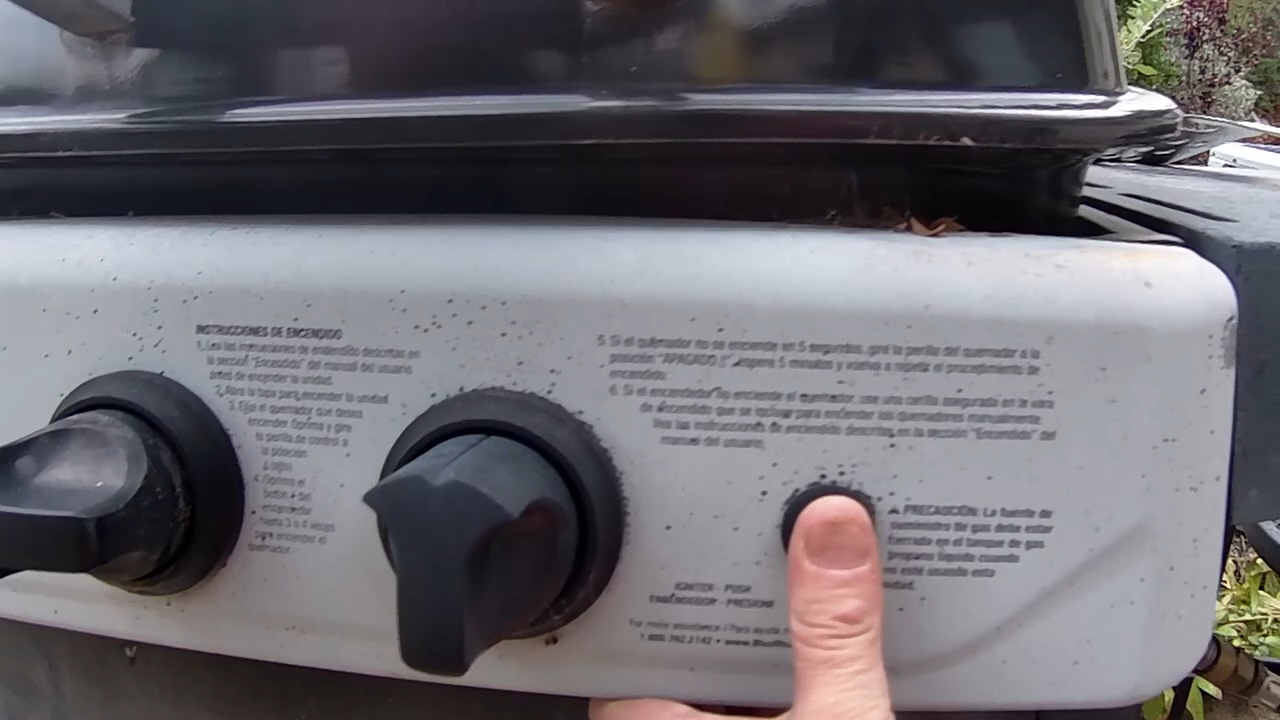 INSTRUCCIONES DE ENCENDIDO
1. Lea las instrucciones de encendido descritas en
la sección "Encendido" del manual del usuario
antes de encender la unidad.
2. Abra la tapa para encender la unidad
3. Elija el quemador que desea
encender. Oprima y gire
la perilla de control a
la posición
4. Oprima el
botón del
encendedor
hasta 3 o 4 veces
para encender el
quemador.
5. Si el quemador no se enciende en 5 segundos, gire la perilla del quemador a la
posición "APAGADO espere 5 minutos y vuelva a repetir el procedimiento de
encendido.
6. Si el encendedor no enciende el quemador, use una cerilla asegurada en la vara
de encendido que se incluye para encender los quemadores manualmente.
Vea las instrucciones de encendido descritas en la sección "Encendido" del
manual del usuario.
PRECAUCIÓN: La fuente de
suministro de gas debe estar
cerrada en el tanque de gas
propano líquido cuando
no esté usando esta
IGNITER - PUSH
ENCENDEDOR - PRESIONE
For more assistance / Para ayuda